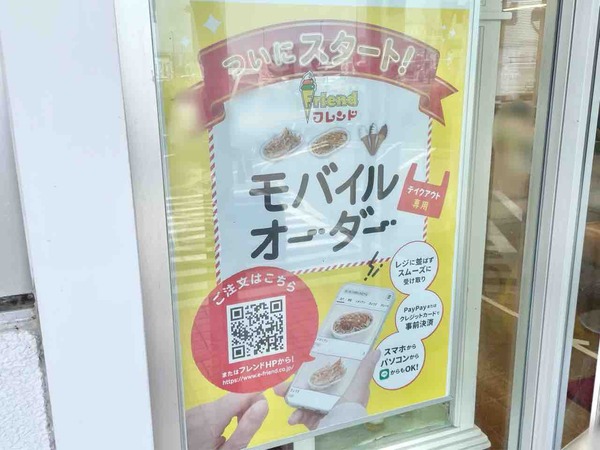 ついにスタート!
Friend
フレンド
モバイル
オーダー
テイクアウト
専用
レジに並ばず
スムーズに
受け取り
PayPayまたは
クレジットカードで
事前決済
スマホから
パソコンから
からもOK!
ご注文はこちら
またはフレンドHPから!
https://www.e-friend.co.jp/